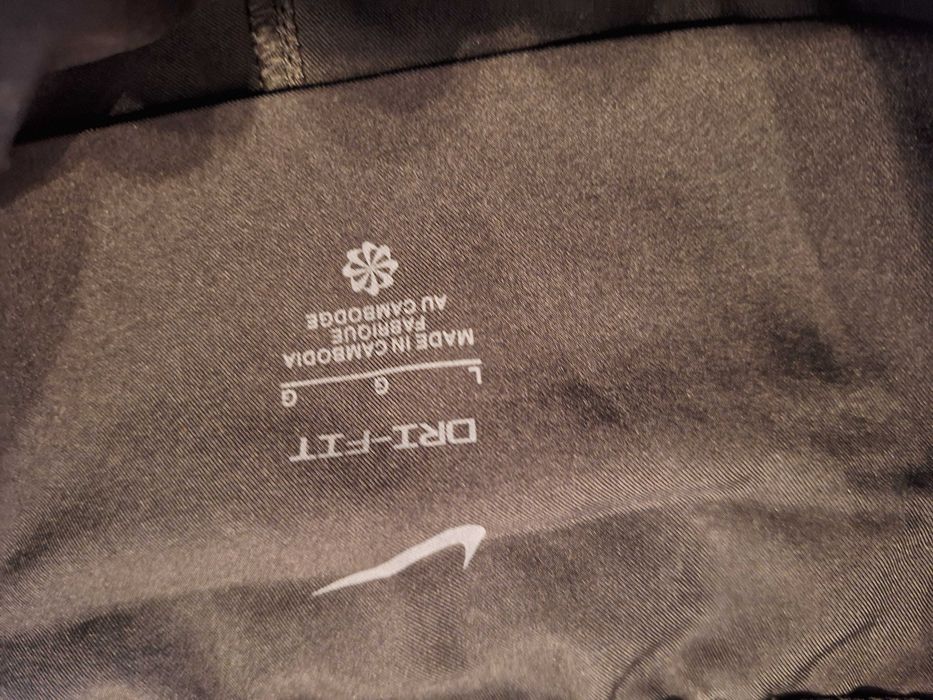 DRI-FIT
L G G
MADE IN CAMBODIA
FABRIQUE
AU CAMBODGE